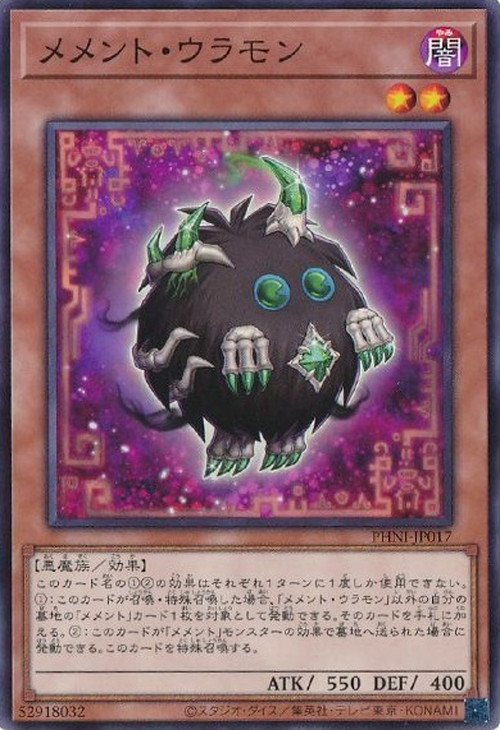 メメント・ウラモン
闇
PHNI-JP017
【悪魔族/効果】
このカード名の①②の効果はそれぞれ1ターンに1度しか使用できない。
①:このカードが召喚・特殊召喚した場合、「メメント・ウラモン」以外の自分の
墓地の「メメント」カード1枚を対象として発動できる。そのカードを手札に加
える。②:このカードが「メメント」モンスターの効果で墓地へ送られた場合に
発動できる。このカードを特殊召喚する。
ATK/ 550 DEF/ 400
52918032 ©スタジオ・ダイス/集英社・テレビ東京・KONAMI